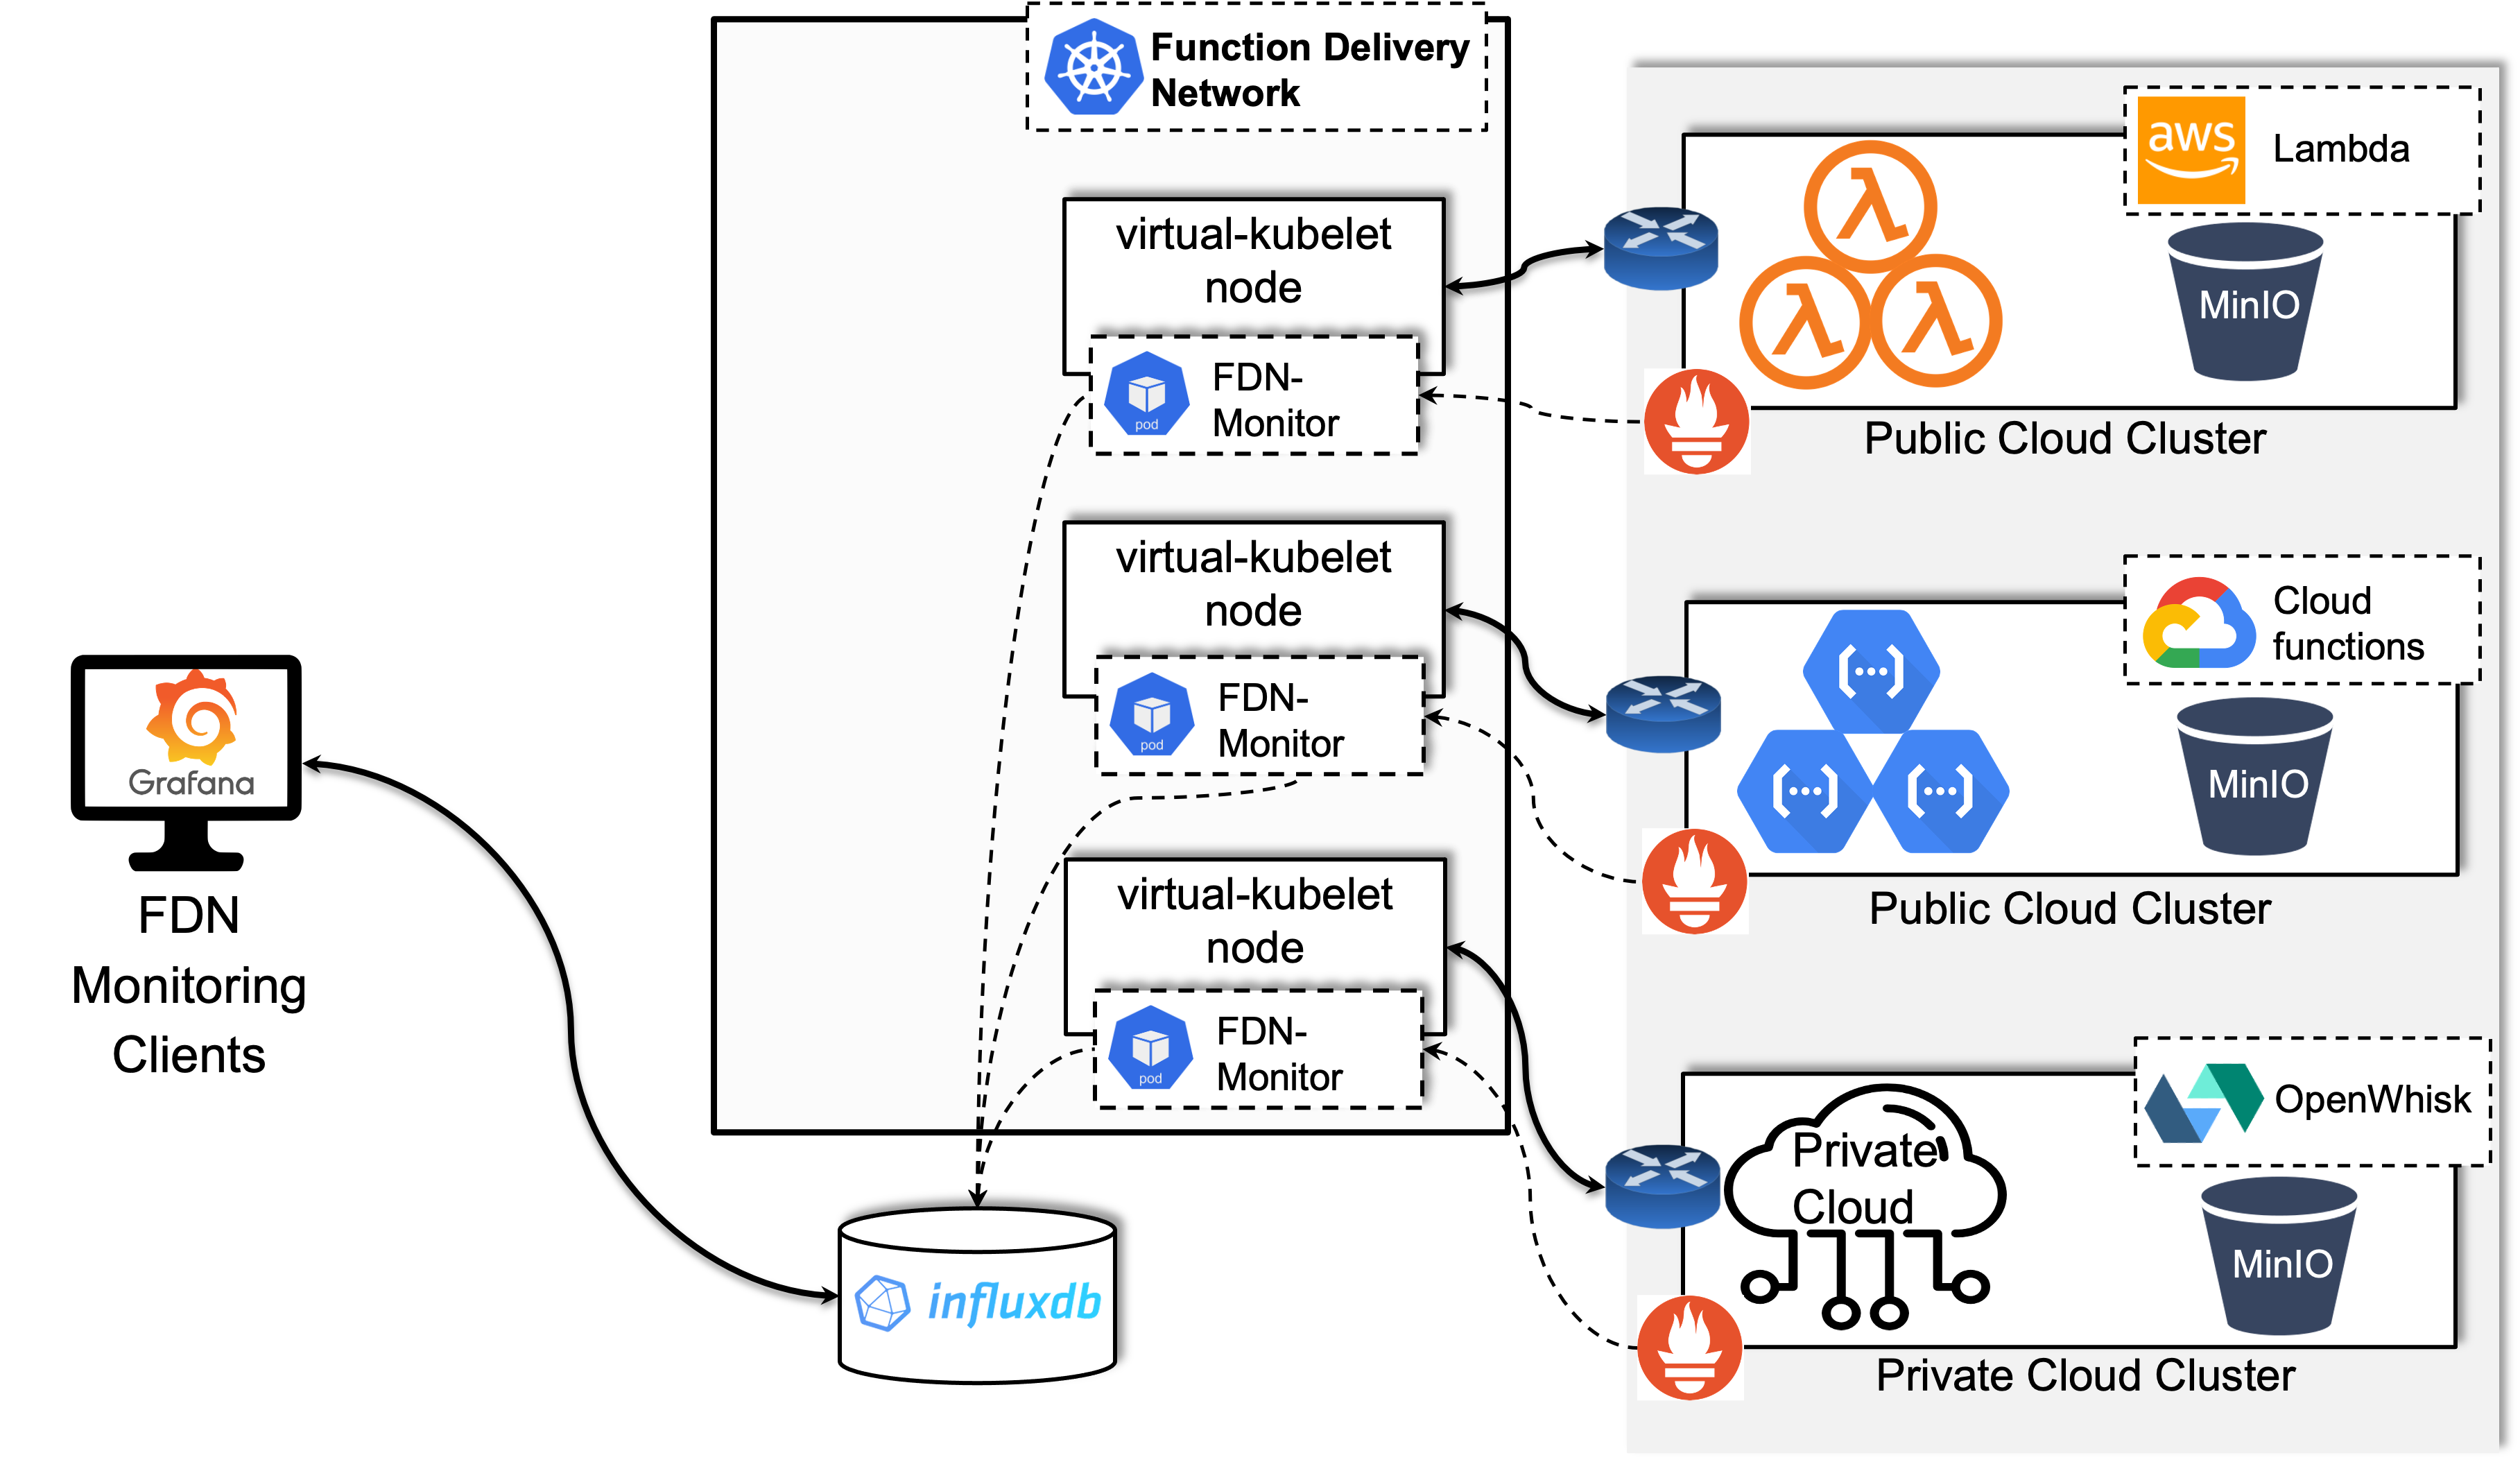 Function Delivery
Network
aws
Lambda
virtual-kubelet
node
MinIO
FDN-
Monitor
pod
Public Cloud Cluster
virtual-kubelet
node
Cloud
functions
FDN-
Monitor
pod
MinIO
Grafana
FDN
Monitoring
Clients
Public Cloud Cluster
virtual-kubelet
node
FDN-
Monitor
pod
OpenWhisk
Private
Cloud
MinIO
influxdb
Private Cloud Cluster